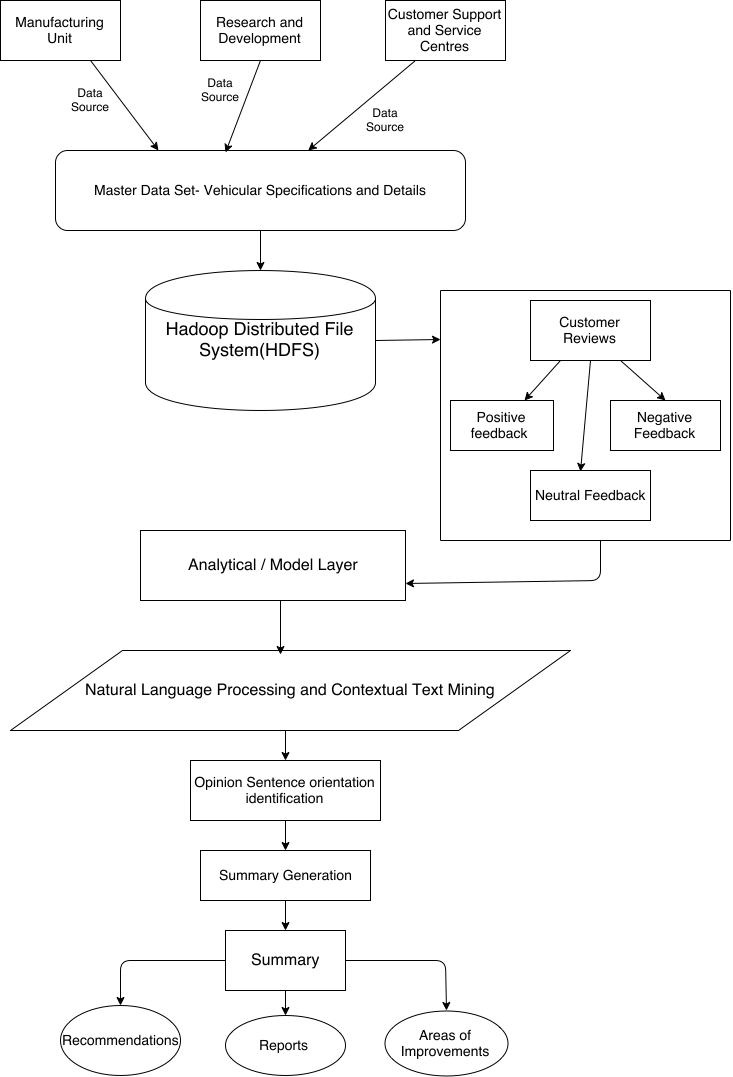 Manufacturing
Unit
Research and
Development
Customer Support
and Service
Centres
Data
Source
Data
Source
Data
Source
Master Data Set- Vehicular Specifications and Details
Hadoop Distributed File
System(HDFS)
Customer
Reviews
Positive
feedback
Negative
Feedback
Neutral Feedback
Analytical / Model Layer
Natural Language Processing and Contextual Text Mining
Opinion Sentence orientation
identification
Summary Generation
Summary
Recommendations
Reports
Areas of
Improvements